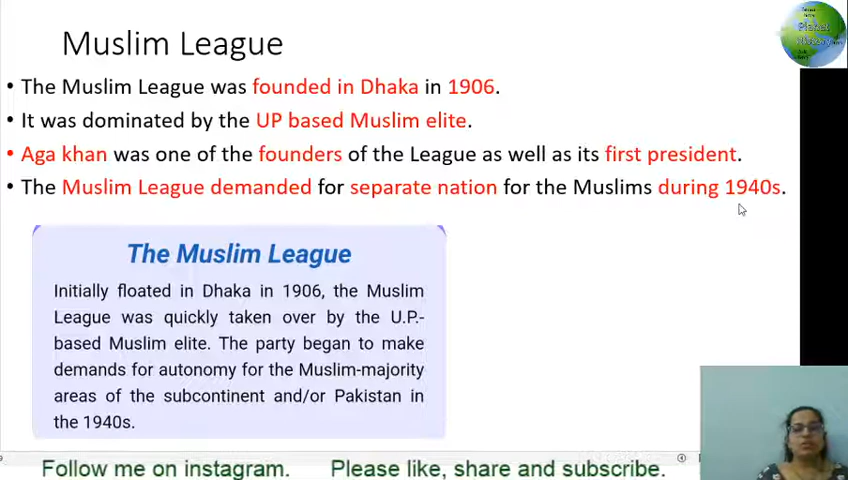 Muslim League
• The Muslim League was founded in Dhaka in 1906.
• It was dominated by the UP based Muslim elite.
• Aga khan was one of the founders of the League as well as its first president.
• The Muslim League demanded for separate nation for the Muslims during 1940s.
The Muslim League
Initially floated in Dhaka in 1906, the Muslim
League was quickly taken over by the U.P.-
based Muslim elite. The party began to make
demands for autonomy for the Muslim-majority
areas of the subcontinent and/or Pakistan in
the 1940s.
Follow me on instagram. Please like, share and subscribe.